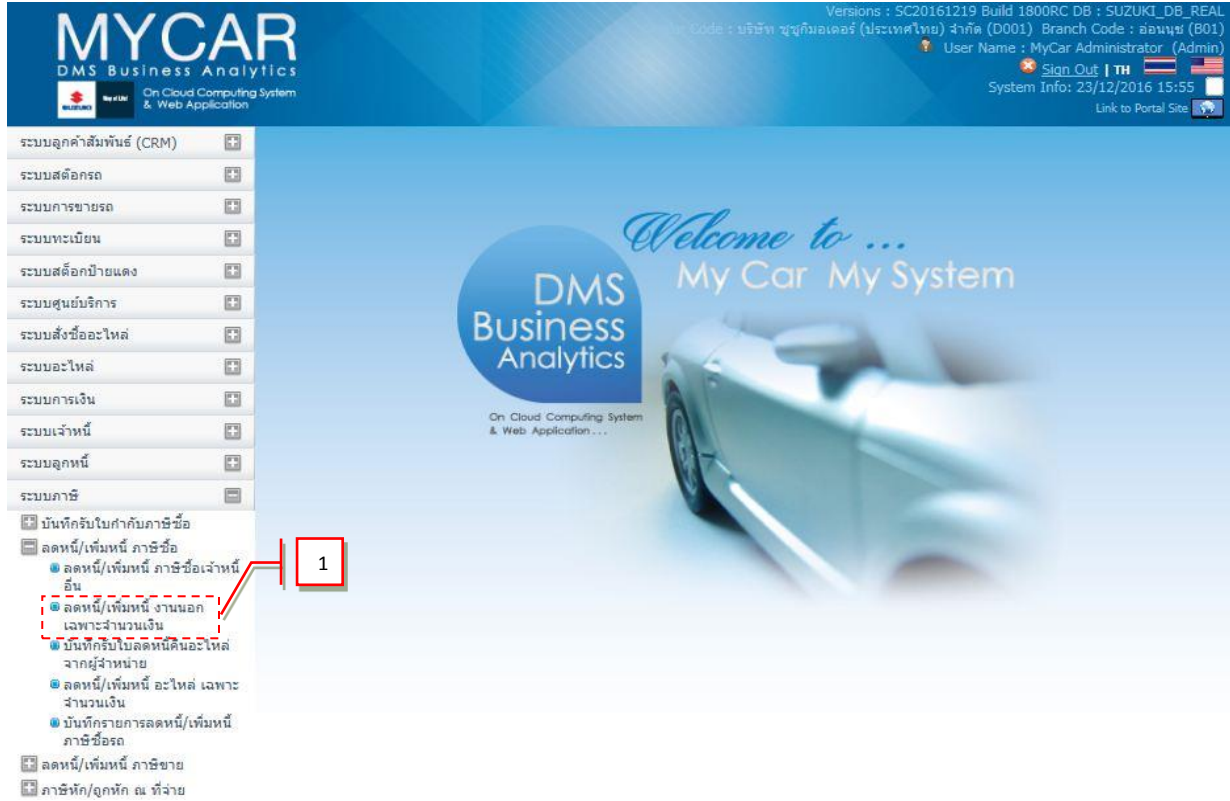 MYCAR
DMS Business Analytics
On Cloud Computing System
& Web Application
SUZUKI
Way of Life!
Versions : SC20161219 Build 1800RC DB : SUZUKI_DB_REAL
Code : บริษัท ซูซูกิมอเตอร์ (ประเทศไทย) จำกัด (D001) Branch Code : อ่อนนุช (B01)
User Name : MyCar Administrator (Admin)
Sign Out | TH
System Info: 23/12/2016 15:55
Link to Portal Site
ระบบลูกค้าสัมพันธ์ (CRM)
ระบบสต๊อกรถ
ระบบการขายรถ
ระบบทะเบียน
ระบบสต็อกป้ายแดง
ระบบศูนย์บริการ
ระบบสั่งซื้ออะไหล่
ระบบอะไหล่
ระบบการเงิน
ระบบเจ้าหนี้
ระบบลูกหนี้
ระบบภาษี
บันทึกรับใบกำกับภาษีซื้อ
ลดหนี้/เพิ่มหนี้ ภาษีซื้อ
ลดหนี้/เพิ่มหนี้ ภาษีซื้อเจ้าหนี้
อื่น
ลดหนี้/เพิ่มหนี้ งานนอก
เฉพาะจำนวนเงิน
บันทึกรับใบลดหนี้คืนอะไหล่
จากผู้จำหน่าย
ลดหนี้/เพิ่มหนี้ อะไหล่ เฉพาะ
จำนวนเงิน
บันทึกรายการลดหนี้/เพิ่มหนี้
ภาษีซื้อรถ
ลดหนี้/เพิ่มหนี้ ภาษีขาย
ภาษีหัก/ถูกหัก ณ ที่จ่าย
1
Welcome to ...
My Car My System
DMS
Business
Analytics
On Cloud Computing System
& Web Application...